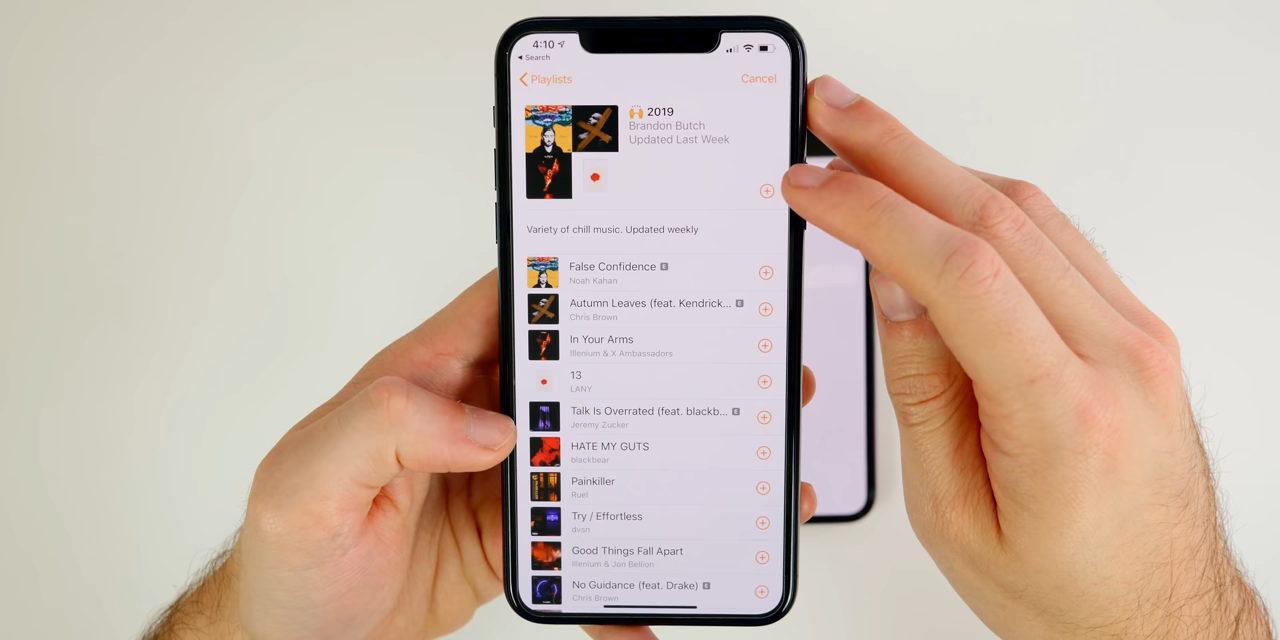 4:10
Search
Playlists
Cancel
🙌 2019
Brandon Butch
Updated Last Week
Variety of chill music. Updated weekly
False Confidence E
Noah Kahan
Autumn Leaves (feat. Kendrick... E
Chris Brown
In Your Arms
Illenium & X Ambassadors
13
LANY
Talk Is Overrated (feat. blackb... E
Jeremy Zucker
HATE MY GUTS
blackbear
Painkiller
Ruel
Try / Effortless
dvsn
Good Things Fall Apart
Illenium & Jon Bellion
No Guidance (feat. Drake) E
Chris Brown